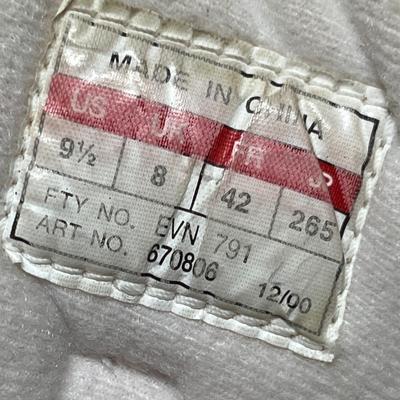 MADE IN CHINA
US UK FR JP
9½ 8 42 265
FTY NO. EVN 791
ART NO. 670806 12/00